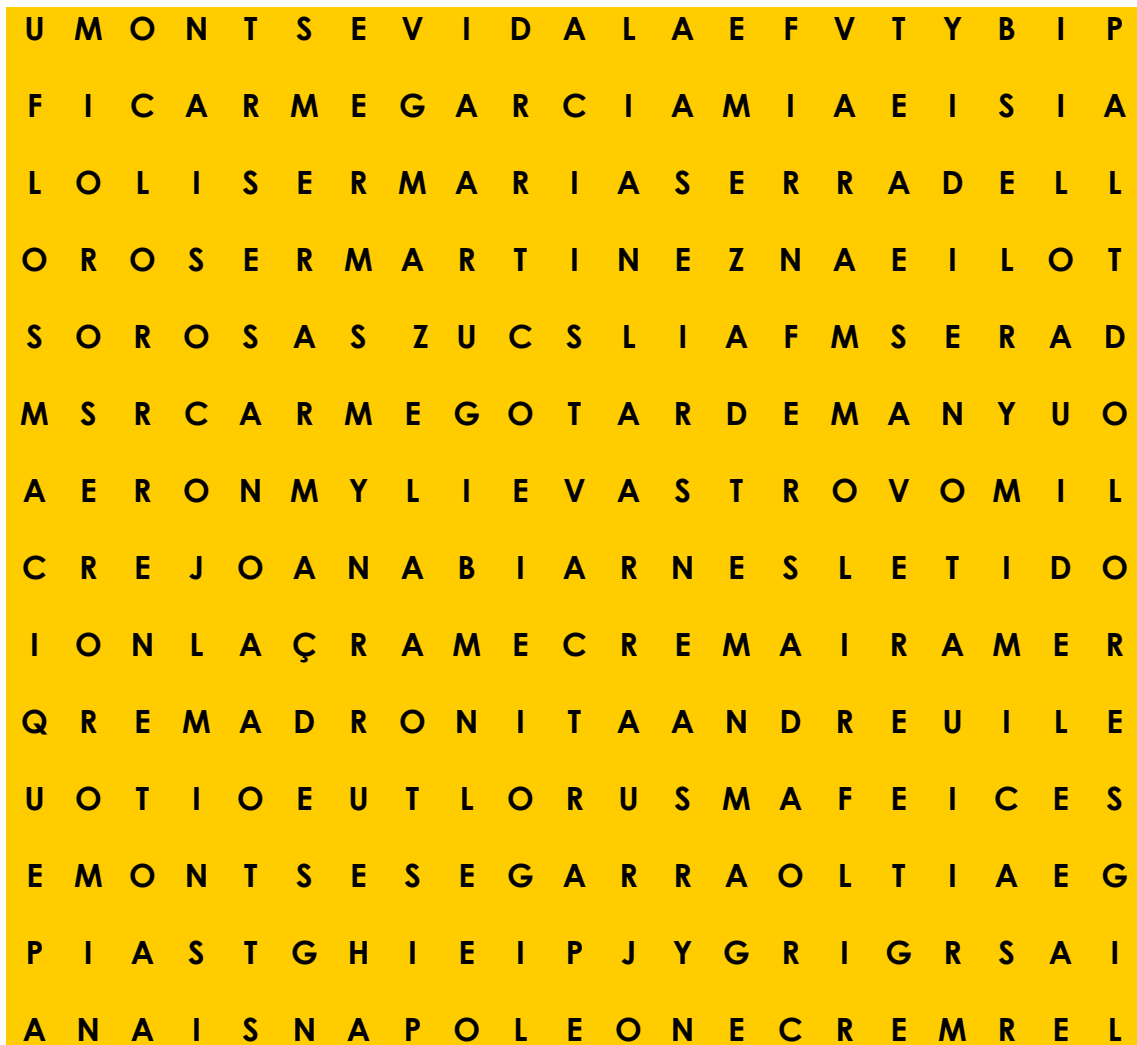 U M O N T S E V I D A L A E F V T Y B I P
F I C A R M E G A R C I A M I A E I S I A
L O L I S E R M A R I A S E R R A D E L L
O R O S E R M A R T I N E Z N A E I L O T
S O R O S A S Z U C S L I A F M S E R A D
M S R C A R M E G O T A R D E M A N Y U O
A E R O N M Y L I E V A S T R O V O M I L
C R E J O A N A B I A R N E S L E T I D O
I O N L A Ç R A M E C R E M A I R A M E R
Q R E M A D R O N I T A A N D R E U I L E
U O T I O E U T L O R U S M A F E I C E S
E M O N T S E S E G A R R A O L T I A E G
P I A S T G H I E I P J Y G R I G R S A I
A N A I S N A P O L E O N E C R E M R E L